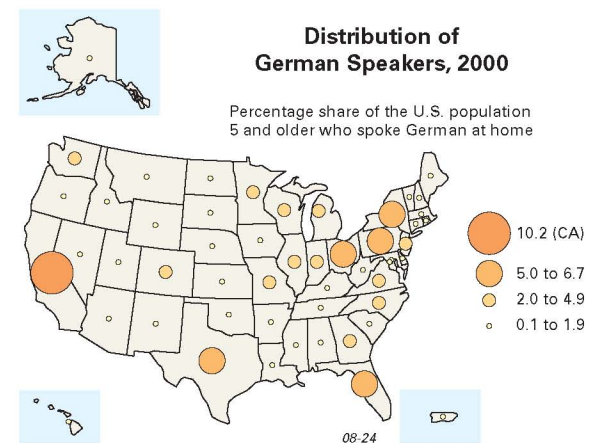 Distribution of
German Speakers, 2000
Percentage share of the U.S. population
5 and older who spoke German at home
10.2 (CA)
5.0 to 6.7
2.0 to 4.9
0.1 to 1.9
08-24